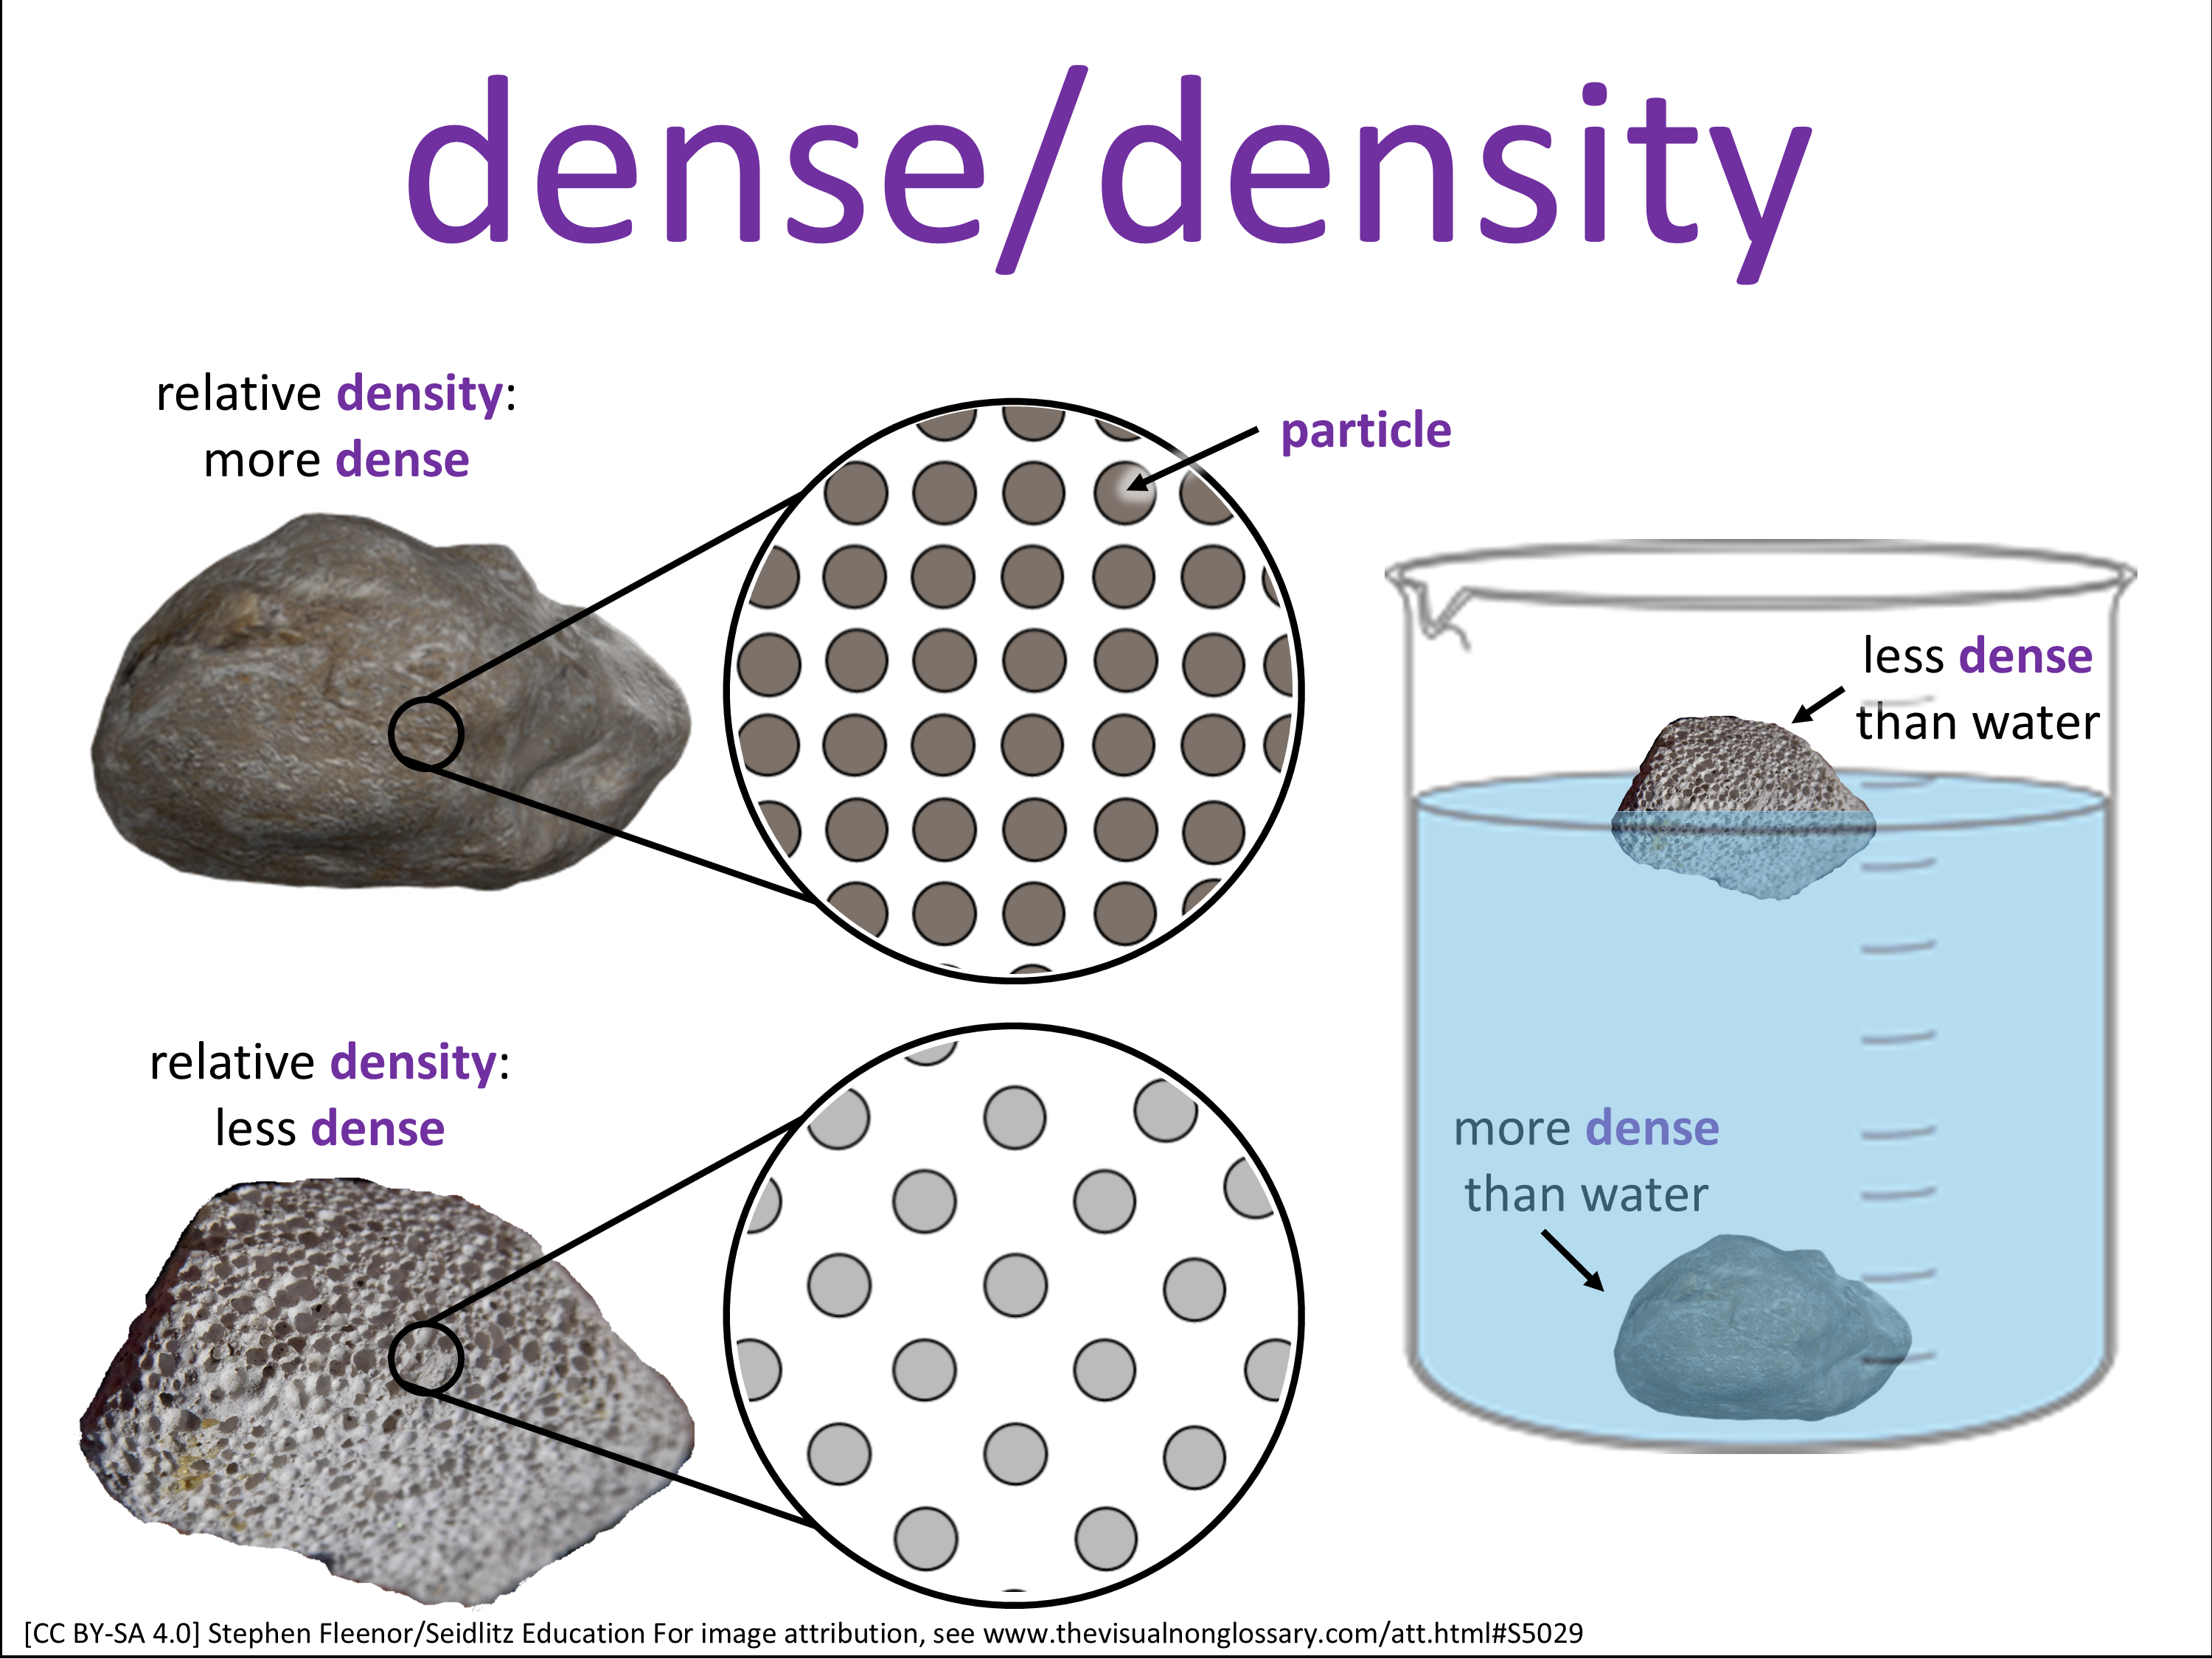 dense/density
relative density:
more dense
particle
less dense
than water
relative density:
less dense
more dense
than water
[CC BY-SA 4.0] Stephen Fleenor/Seidlitz Education For image attribution, see www.thevisualnonglossary.com/att.html#S5029